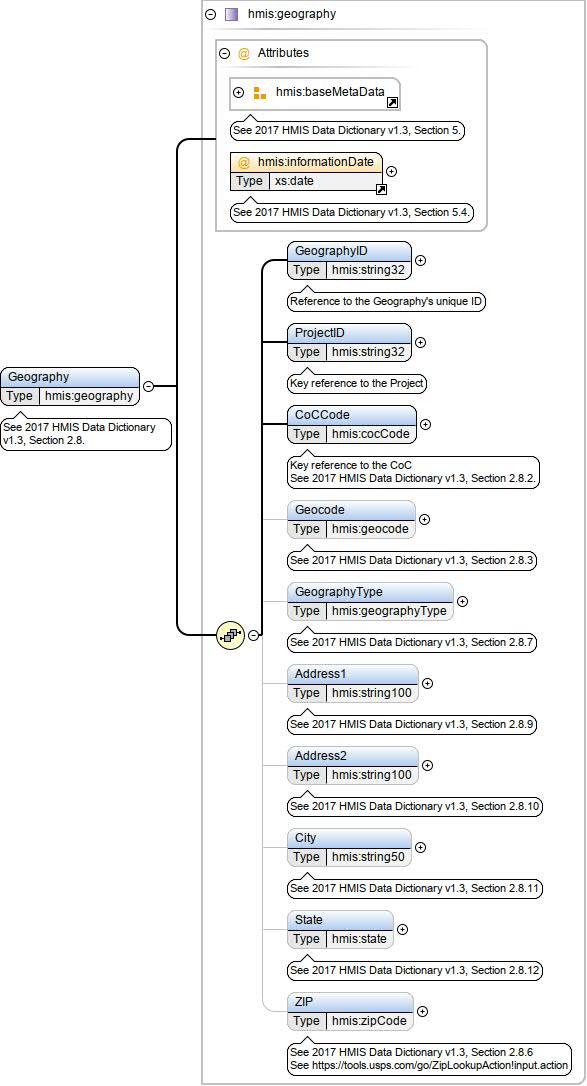 hmis:geography
@ Attributes
hmis:baseMetaData
See 2017 HMIS Data Dictionary v1.3, Section 5.
@ hmis:informationDate
Type xs:date
See 2017 HMIS Data Dictionary v1.3, Section 5.4.
Geography
Type hmis:geography
See 2017 HMIS Data Dictionary
v1.3, Section 2.8.
GeographyID
Type hmis:string32
Reference to the Geography's unique ID
ProjectID
Type hmis:string32
Key reference to the Project
CoCCode
Type hmis:cocCode
Key reference to the CoC
See 2017 HMIS Data Dictionary v1.3, Section 2.8.2.
Geocode
Type hmis:geocode
See 2017 HMIS Data Dictionary v1.3, Section 2.8.3
GeographyType
Type hmis:geographyType
See 2017 HMIS Data Dictionary v1.3, Section 2.8.7
Address1
Type hmis:string100
See 2017 HMIS Data Dictionary v1.3, Section 2.8.9
Address2
Type hmis:string100
See 2017 HMIS Data Dictionary v1.3, Section 2.8.10
City
Type hmis:string50
See 2017 HMIS Data Dictionary v1.3, Section 2.8.11
State
Type hmis:state
See 2017 HMIS Data Dictionary v1.3, Section 2.8.12
ZIP
Type hmis:zipCode
See 2017 HMIS Data Dictionary v1.3, Section 2.8.6
See https://tools.usps.com/go/ZipLookupAction!input.action